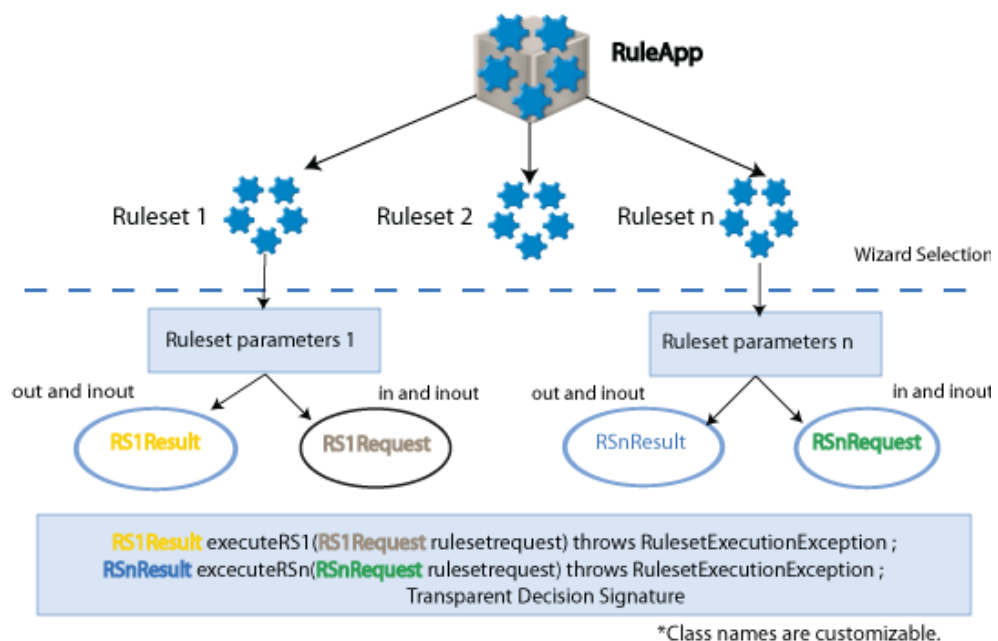 RuleApp
Ruleset 1
Ruleset 2
Ruleset n
Wizard Selection
Ruleset parameters 1
Ruleset parameters n
out and inout
in and inout
out and inout
in and inout
RS1Result
RS1Request
RSnResult
RSnRequest
RS1Result executeRS1(RS1Request rulesetrequest) throws RulesetExecutionException ;
RSnResult excecuteRSn(RSnRequest rulesetrequest) throws RulesetExecutionException ;
Transparent Decision Signature
*Class names are customizable.